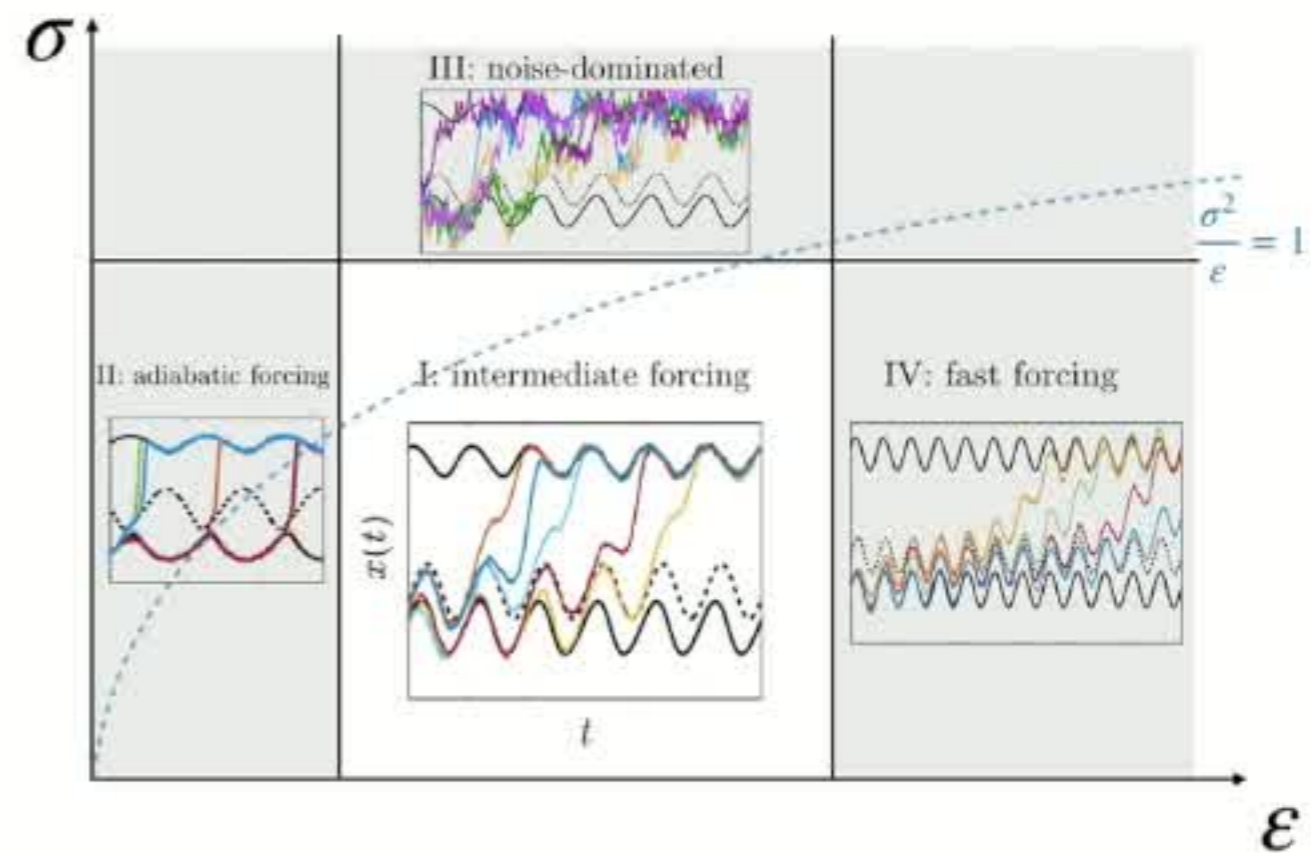 σ
III: noise-dominated
σ²/ε = 1
II: adiabatic forcing
I: intermediate forcing
IV: fast forcing
x(t)
t
ε